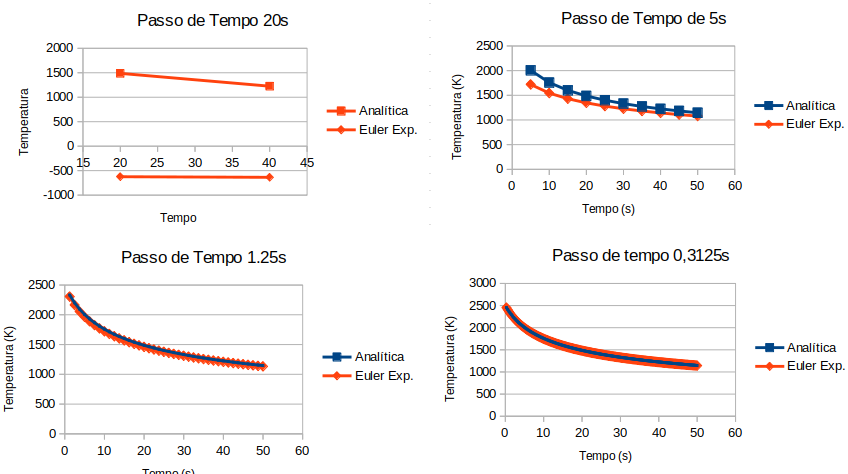 Passo de Tempo 20s
2000
1500
1000
500
0
-500
-1000
15 20 25 30 35 40 45
Temperatura
Tempo
Analítica
Euler Exp.
Passo de Tempo de 5s
2500
2000
1500
1000
500
0
0 10 20 30 40 50 60
Temperatura (K)
Tempo (s)
Analítica
Euler Exp.
Passo de Tempo 1.25s
2500
2000
1500
1000
500
0
0 10 20 30 40 50 60
Temperatura (K)
Tempo (s)
Analítica
Euler Exp.
Passo de tempo 0,3125s
3000
2500
2000
1500
1000
500
0
0 10 20 30 40 50 60
Temperatura (K)
Tempo (s)
Analítica
Euler Exp.